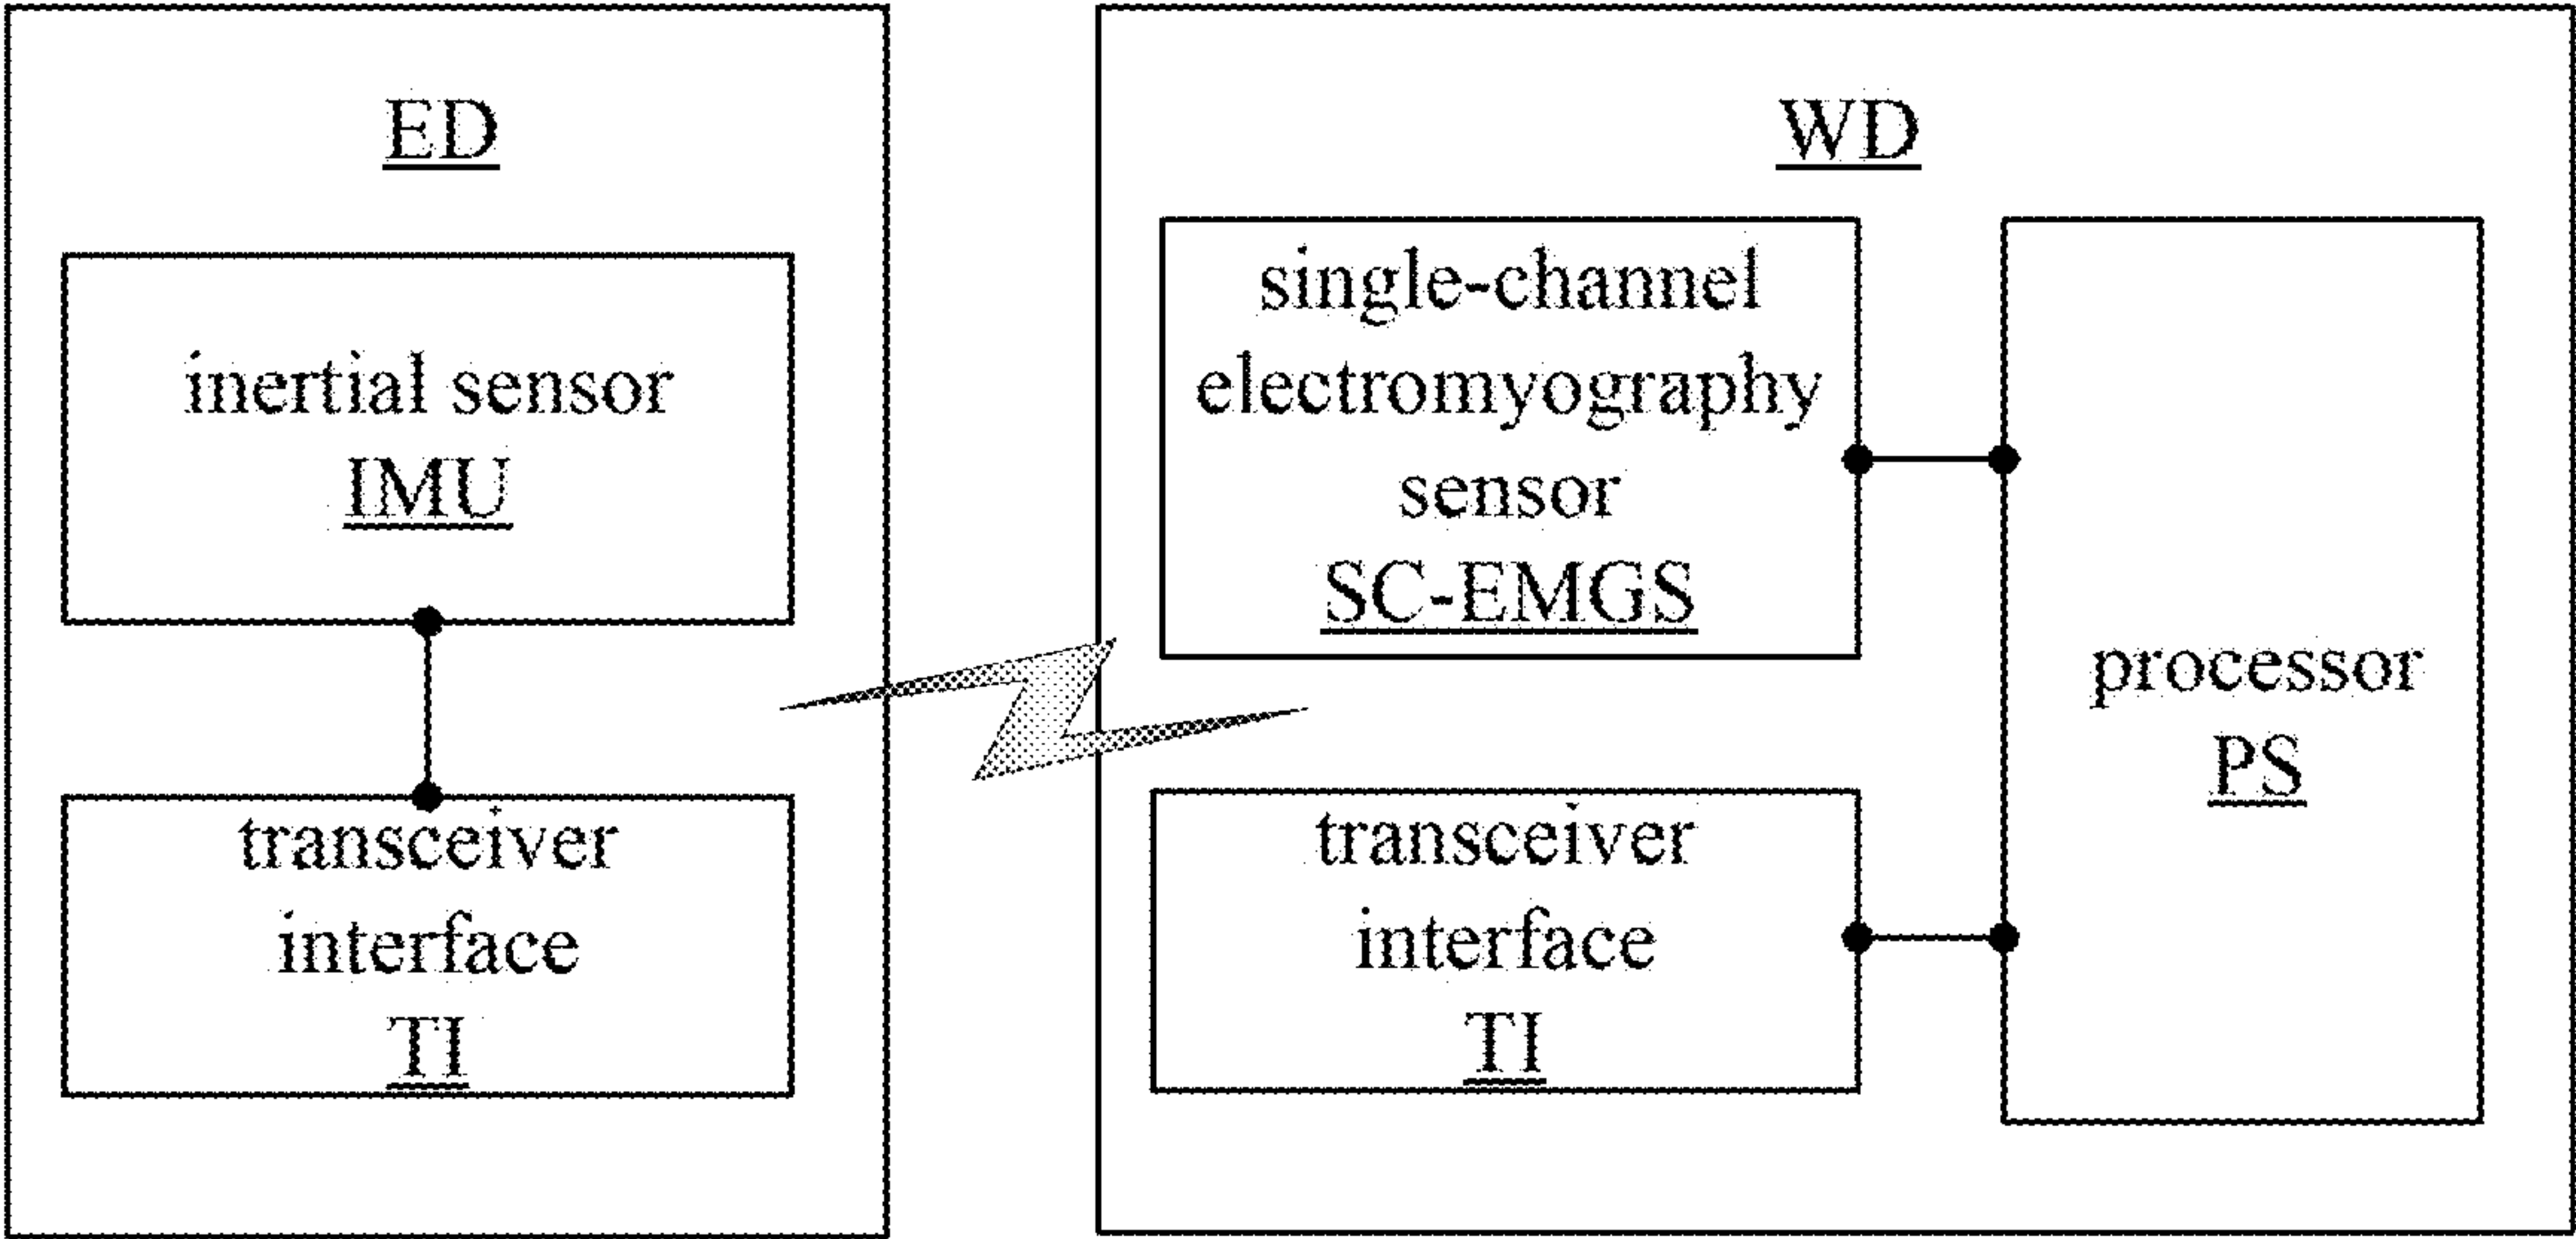 ED
inertial sensor
IMU
transceiver
interface
TI
WD
single-channel
electromyography
sensor
SC-EMGS
transceiver
interface
TI
processor
PS